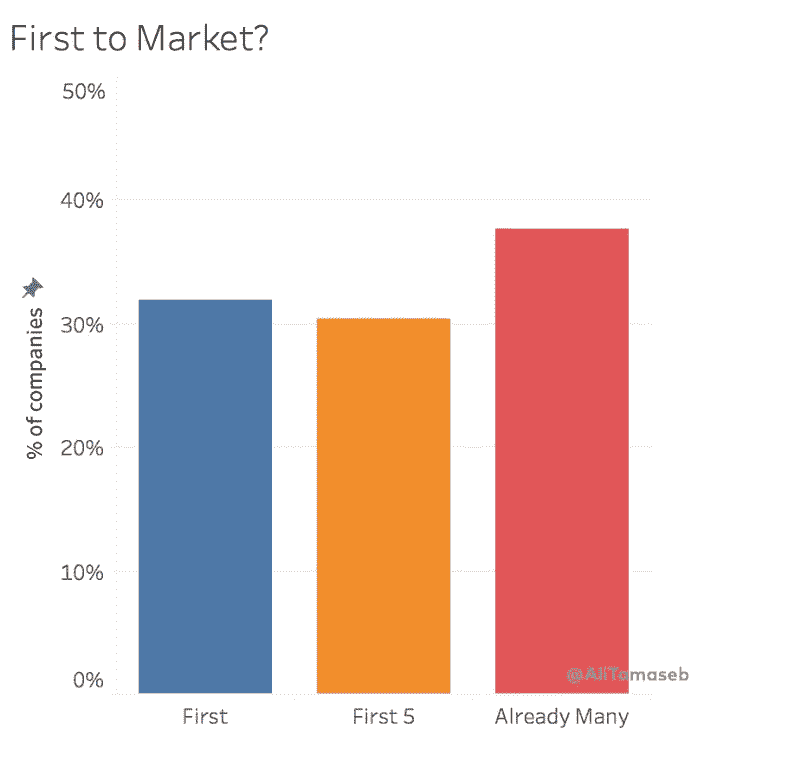 First to Market?
50%
40%
30%
20%
10%
0%
% of companies
First
First 5
Already Many
@AliTamaseb